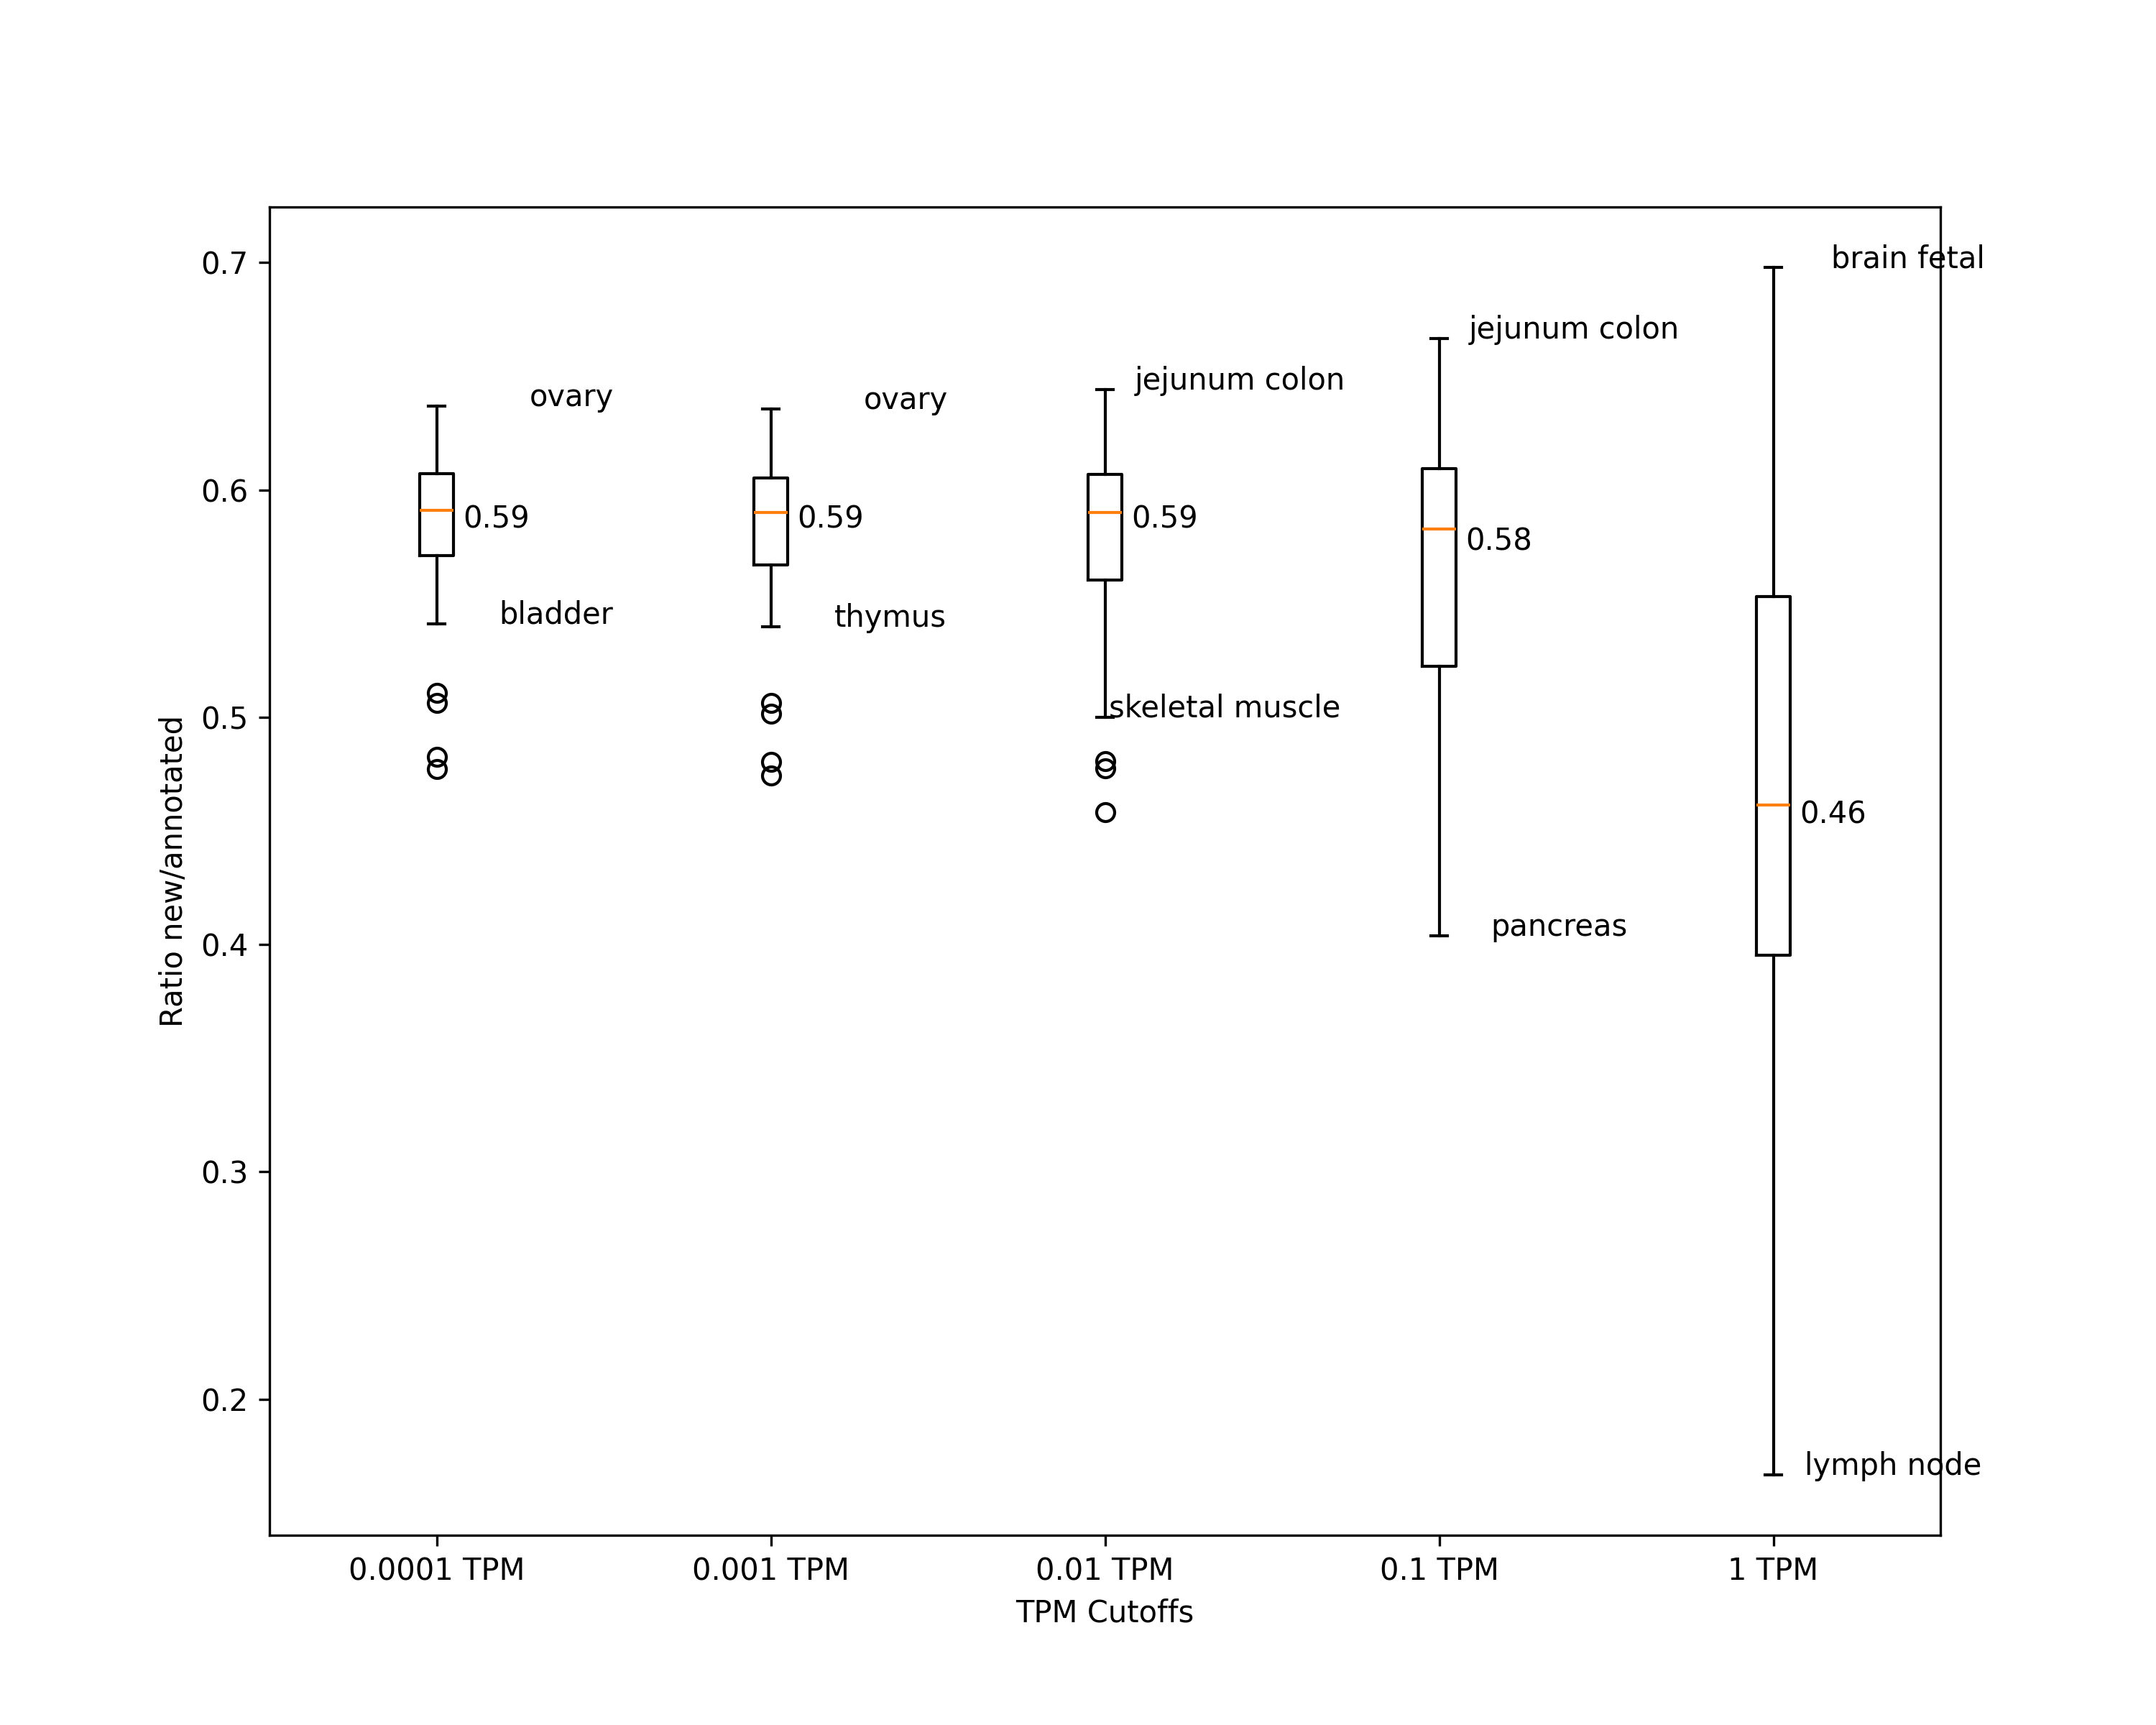 brain fetal
0.7
jejunum colon
jejunum colon
ovary
ovary
0.6
0.59
0.59
0.59
0.58
bladder
thymus
skeletal muscle
0.5
0.46
Ratio new/annotated
pancreas
0.4
0.3
0.2
lymph node
0.0001 TPM
0.001 TPM
0.01 TPM
0.1 TPM
1 TPM
TPM Cutoffs